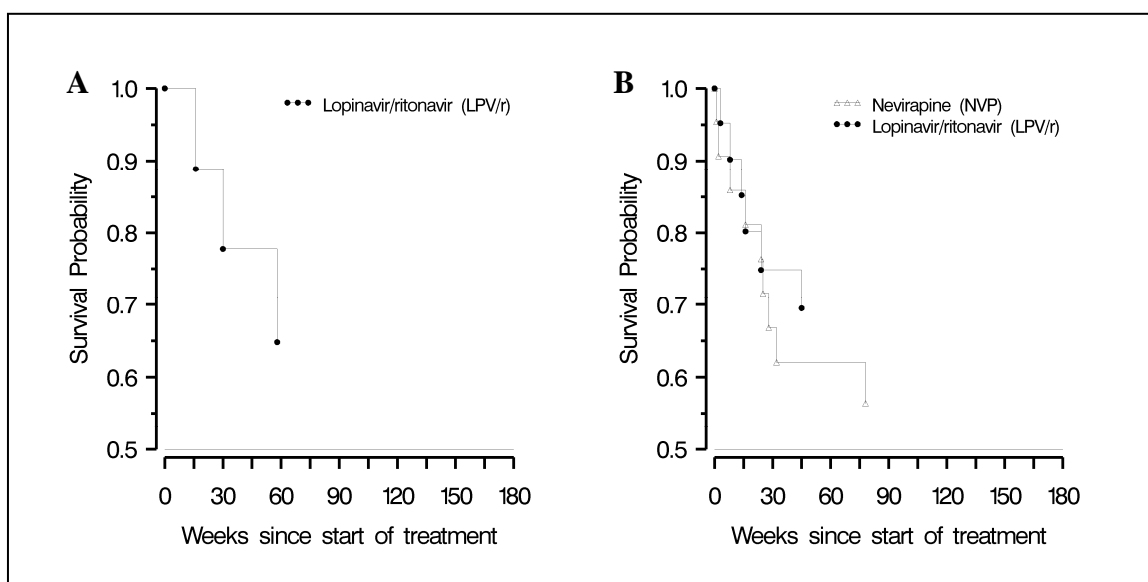 A
Lopinavir/ritonavir (LPV/r)
1.0
0.9
0.8
0.7
0.6
0.5
Survival Probability
0 30 60 90 120 150 180
Weeks since start of treatment
B
Nevirapine (NVP)
Lopinavir/ritonavir (LPV/r)
1.0
0.9
0.8
0.7
0.6
0.5
Survival Probability
0 30 60 90 120 150 180
Weeks since start of treatment